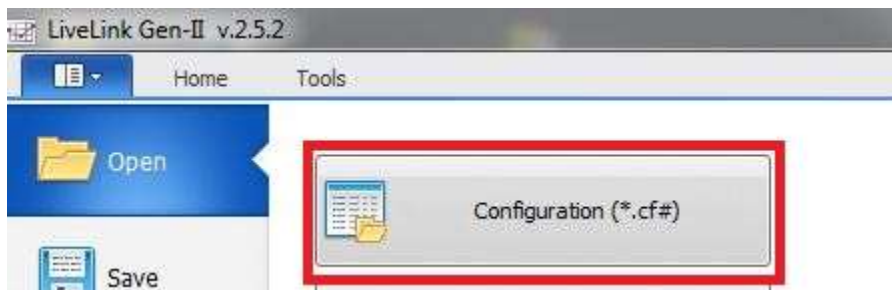 LiveLink Gen-II v.2.5.2
Home Tools
Open
Configuration (*.cf#)
Save